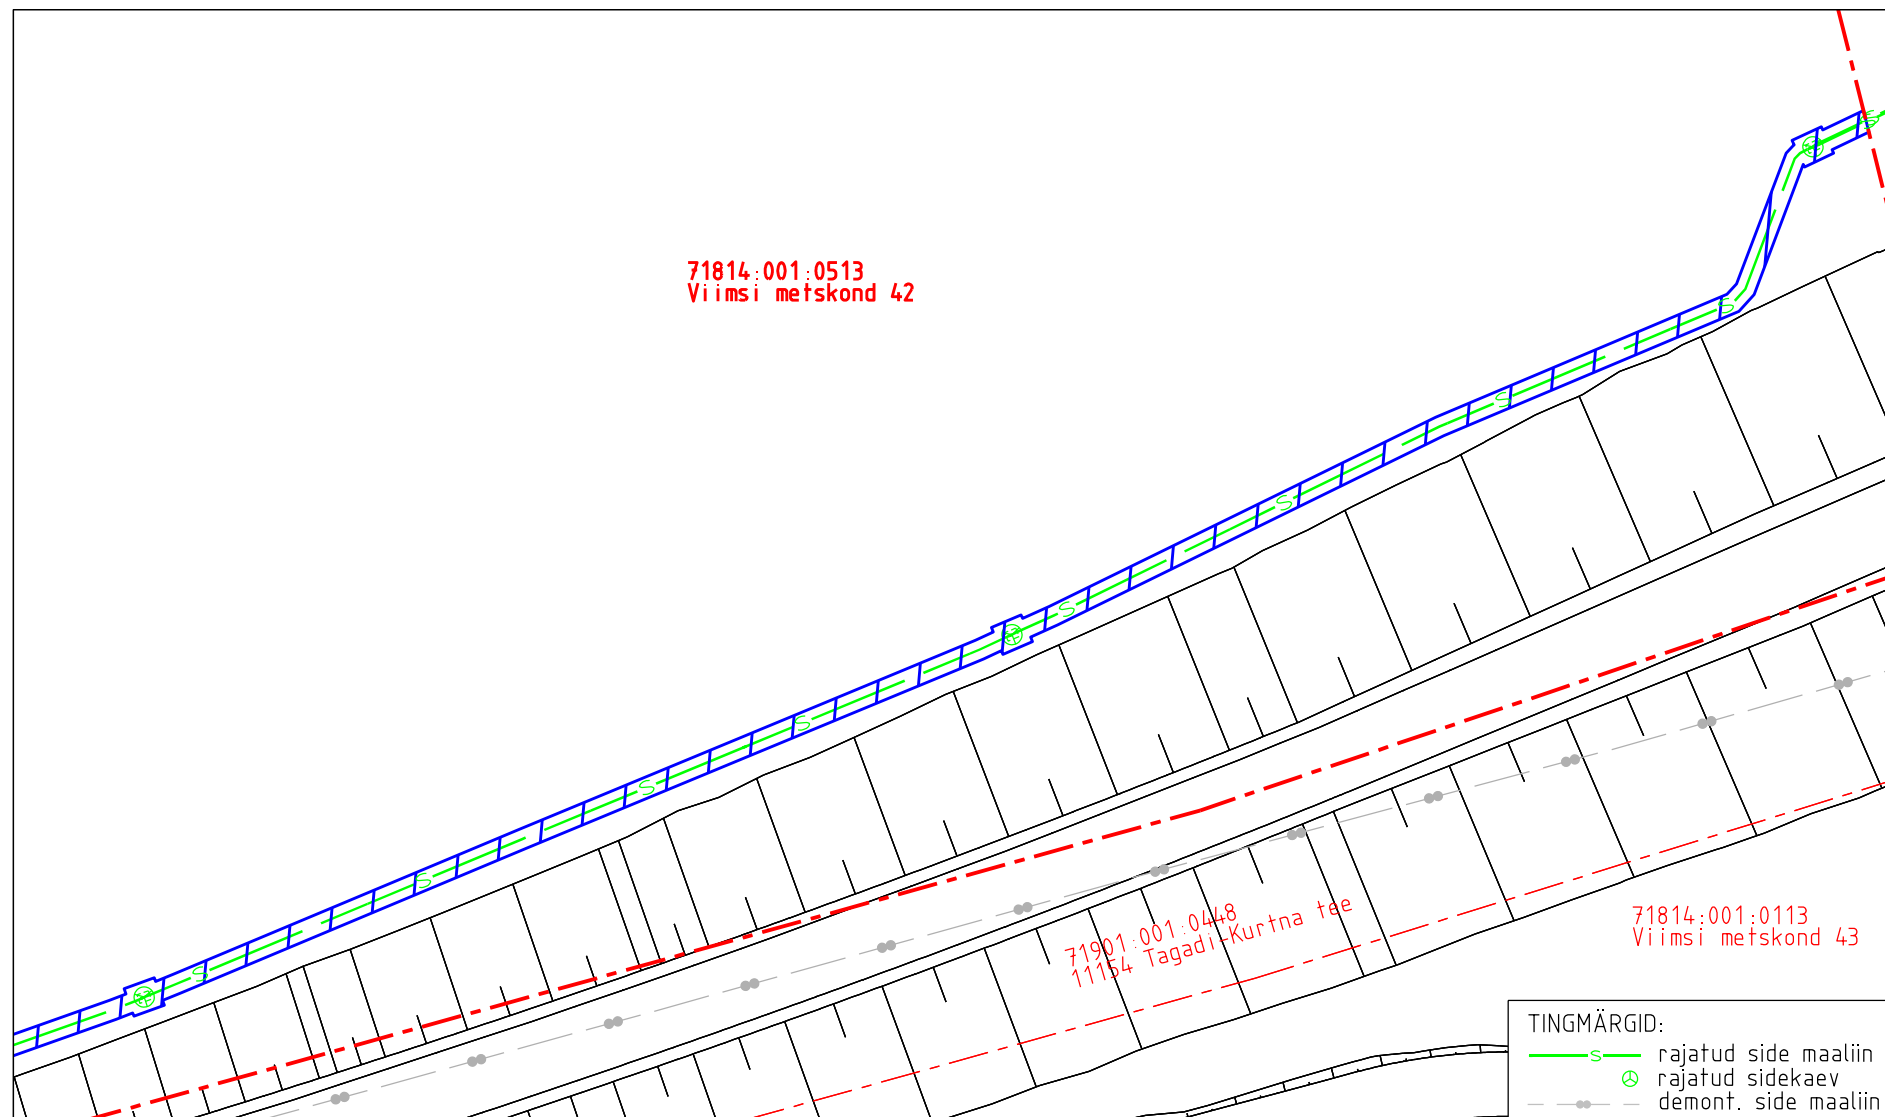 71814:001:0513
Viimsi metskond 42
S
S
S
S
S
S
S
S
S
71901:001:0448
11154 Tagadi-Kurtna tee
71814:001:0113
Viimsi metskond 43
TINGMÄRGID:
S rajatud side maaliin
rajatud sidekaev
demont. side maaliin